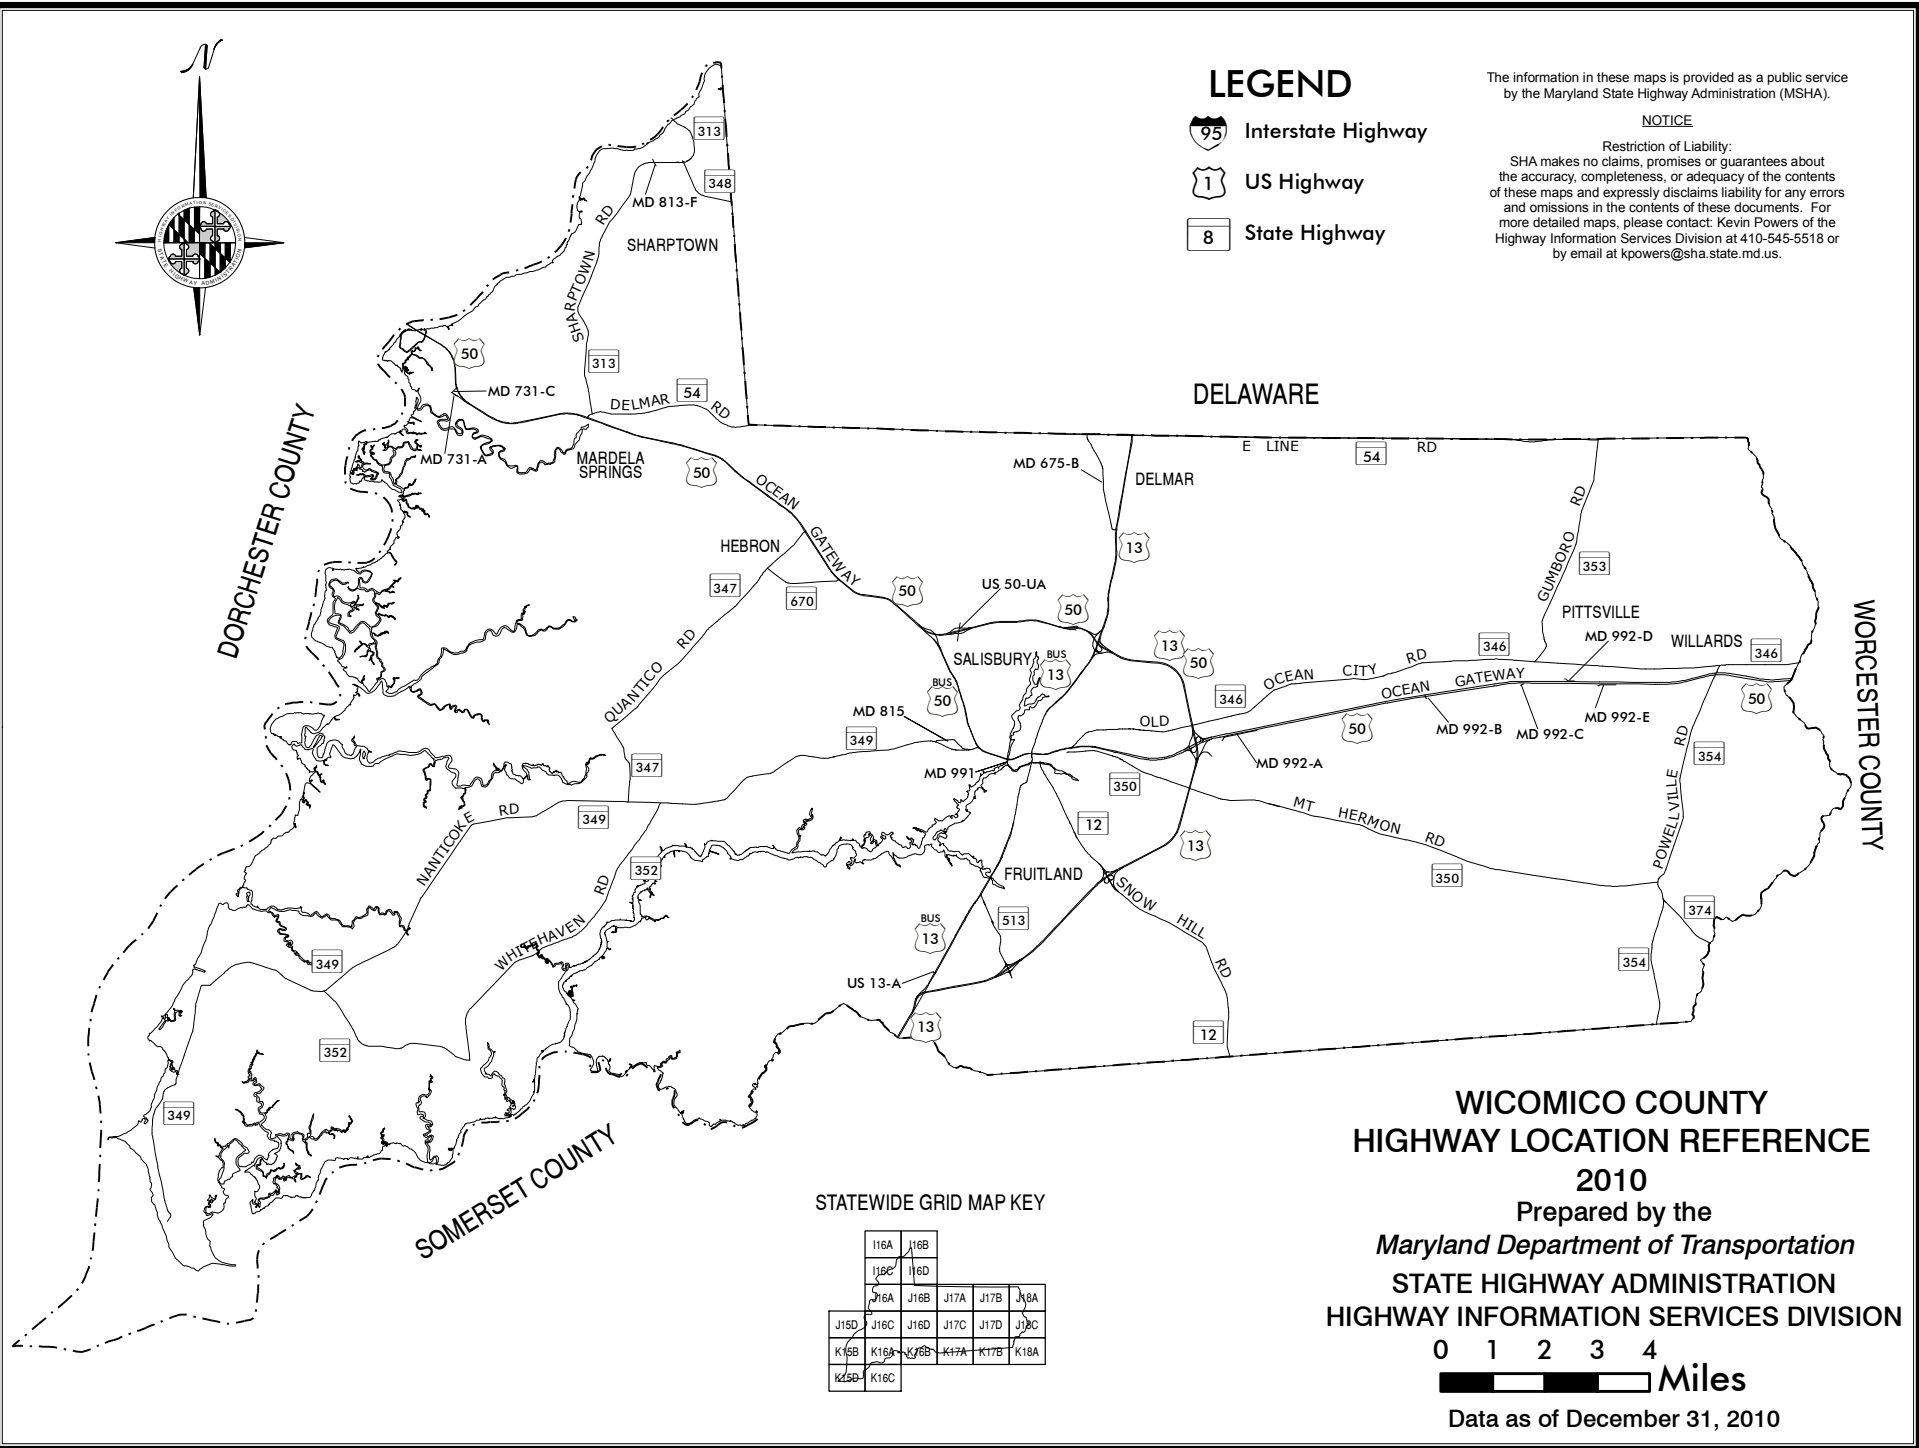 N
HIGHWAY INFORMATION SERVICES DIVISION
STATE HIGHWAY ADMINISTRATION
LEGEND
95 Interstate Highway
1 US Highway
8 State Highway
The information in these maps is provided as a public service
by the Maryland State Highway Administration (MSHA).
NOTICE
Restriction of Liability:
SHA makes no claims, promises or guarantees about
the accuracy, completeness, or adequacy of the contents
of these maps and expressly disclaims liability for any errors
and omissions in the contents of these documents. For
more detailed maps, please contact: Kevin Powers of the
Highway Information Services Division at 410-545-5518 or
by email at kpowers@sha.state.md.us.
313
348
MD 813-F
SHARPTOWN RD
SHARPTOWN
50
313
MD 731-C
54
DELMAR RD
DELAWARE
DORCHESTER COUNTY
MD 731-A
MARDELA
SPRINGS
50
OCEAN GATEWAY
MD 675-B
DELMAR
E LINE RD
54
13
HEBRON
347
670
50
US 50-UA
50
GUMBORO RD
353
PITTSVILLE
MD 992-D
WILLARDS
346
346
WORCESTER COUNTY
QUANTICO RD
SALISBURY
BUS
13
13
50
BUS
50
346
OCEAN CITY RD
OCEAN GATEWAY
50
MD 815
349
OLD
50
MD 992-B
MD 992-C
MD 992-E
347
MD 991
MD 992-A
354
350
NANTICOKE RD
349
12
MT HERMON RD
POWELLVILLE RD
13
352
FRUITLAND
350
SNOW HILL RD
374
WHITEHAVEN RD
BUS
13
513
349
354
US 13-A
13
12
352
349
SOMERSET COUNTY
WICOMICO COUNTY
HIGHWAY LOCATION REFERENCE
2010
Prepared by the
Maryland Department of Transportation
STATE HIGHWAY ADMINISTRATION
HIGHWAY INFORMATION SERVICES DIVISION
0 1 2 3 4
Miles
Data as of December 31, 2010
STATEWIDE GRID MAP KEY
I16A I16B
I16C I16D
J16A J16B J17A J17B J18A
J15D J16C J16D J17C J17D J18C
K15B K16A K16B K17A K17B K18A
K15D K16C